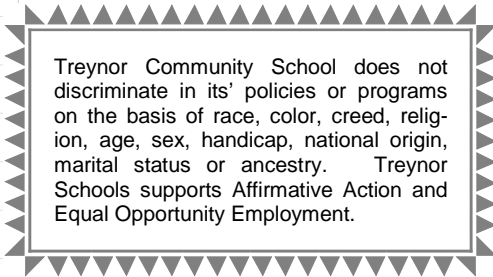 Treynor Community School does not
discriminate in its' policies or programs
on the basis of race, color, creed, relig-
ion, age, sex, handicap, national origin,
marital status or ancestry. Treynor
Schools supports Affirmative Action and
Equal Opportunity Employment.